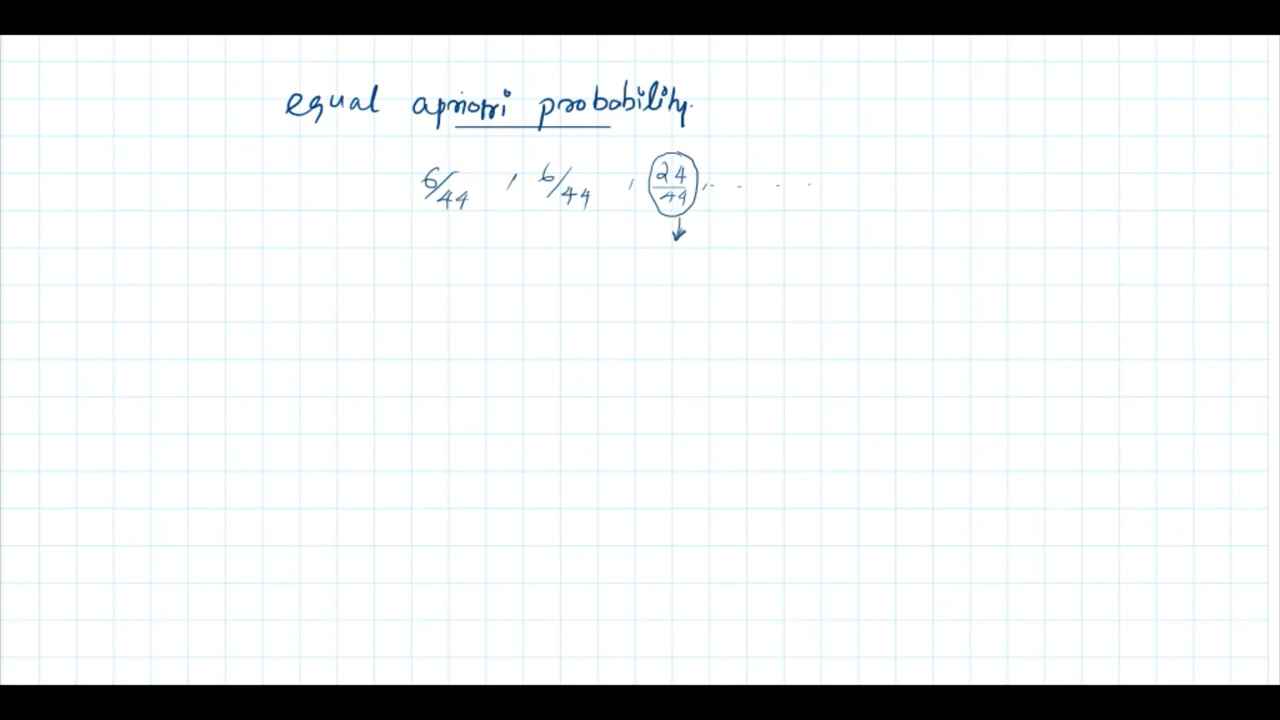 equal apriori probability.
6/44 , 6/44 , 24/44 , . . . .